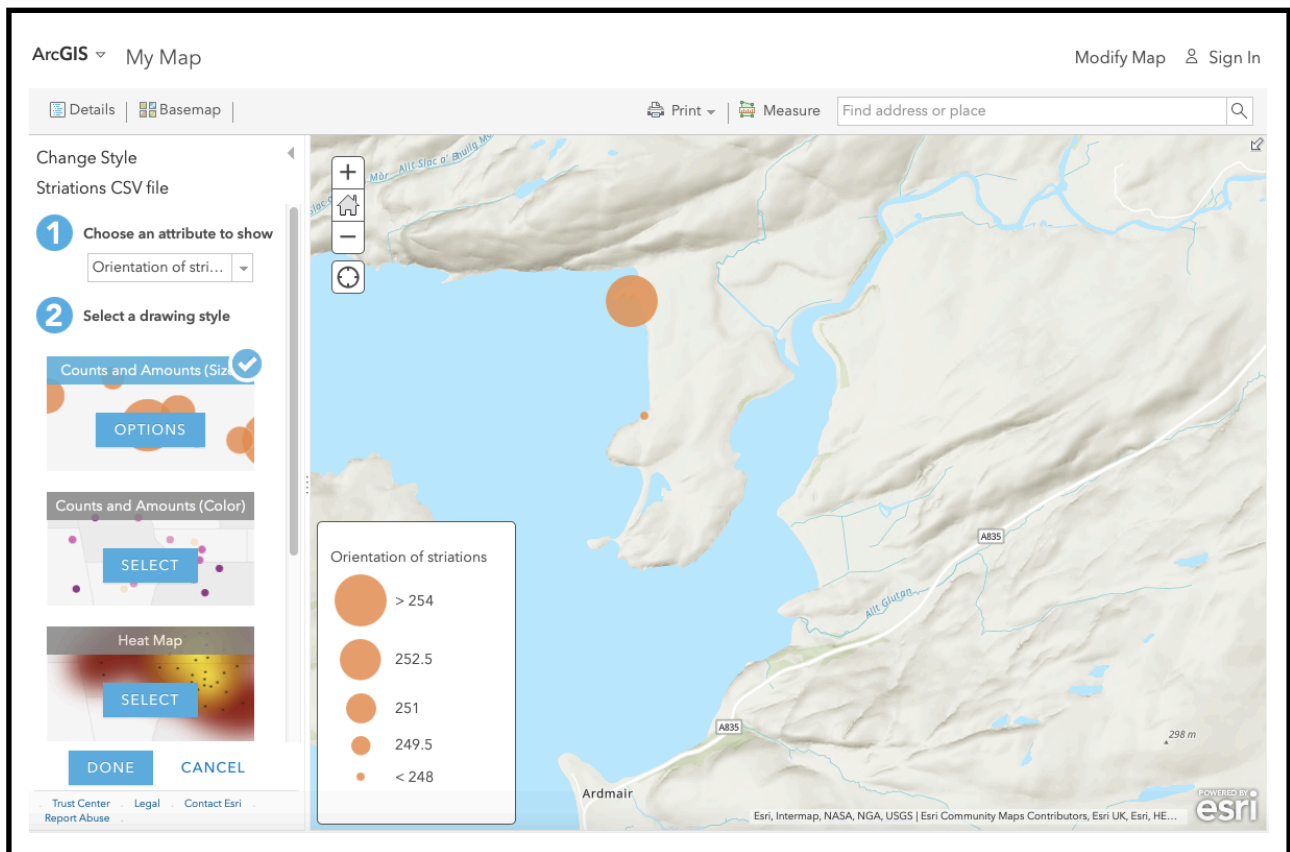 ArcGIS My Map
Modify Map Sign In
Details Basemap
Print Measure Find address or place
Change Style
Striations CSV file
1 Choose an attribute to show
Orientation of stri...
2 Select a drawing style
Counts and Amounts (Size
OPTIONS
Counts and Amounts (Color)
SELECT
Heat Map
SELECT
DONE CANCEL
Trust Center . Legal . Contact Esri .
Report Abuse .
Mòr Allt Slac a'
A835
Allt Glutan
A835
298 m
Ardmair
Orientation of striations
> 254
252.5
251
249.5
< 248
Esri, Intermap, NASA, NGA, USGS | Esri Community Maps Contributors, Esri UK, Esri, HE...
POWERED BY
esri